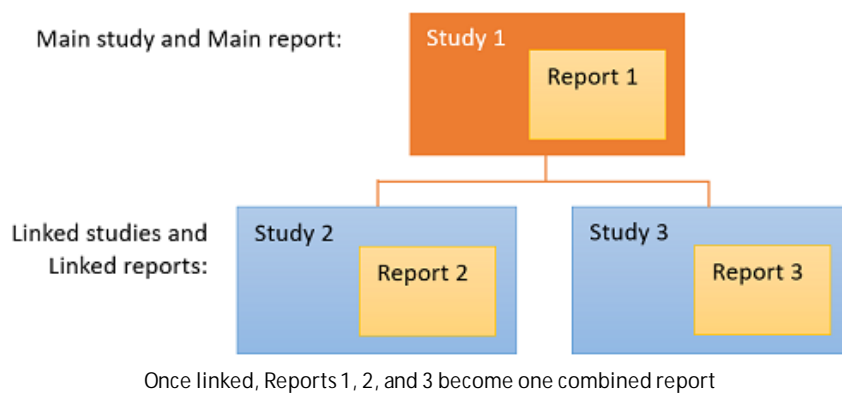 Main study and Main report:
Study 1
Report 1
Linked studies and
Linked reports:
Study 2
Report 2
Study 3
Report 3
Once linked, Reports 1, 2, and 3 become one combined report